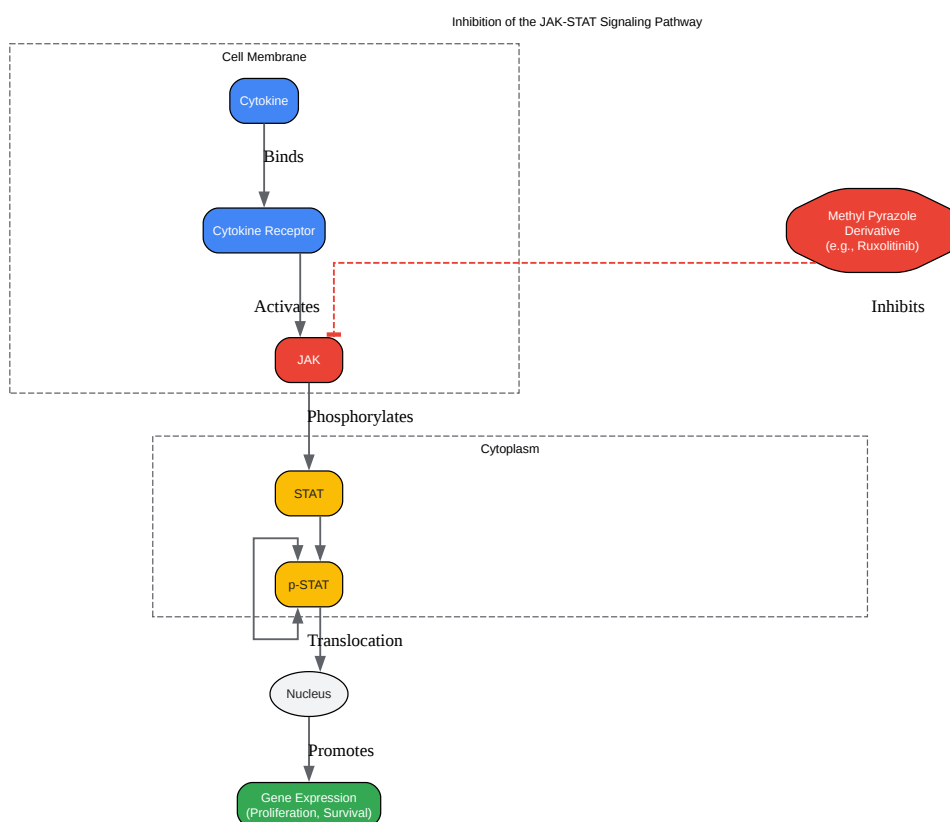 Inhibition of the JAK-STAT Signaling Pathway
Cell Membrane
Cytokine
Binds
Cytokine Receptor
Methyl Pyrazole
Derivative
(e.g., Ruxolitinib)
Activates
Inhibits
JAK
Phosphorylates
Cytoplasm
STAT
p-STAT
Translocation
Nucleus
Promotes
Gene Expression
(Proliferation, Survival)